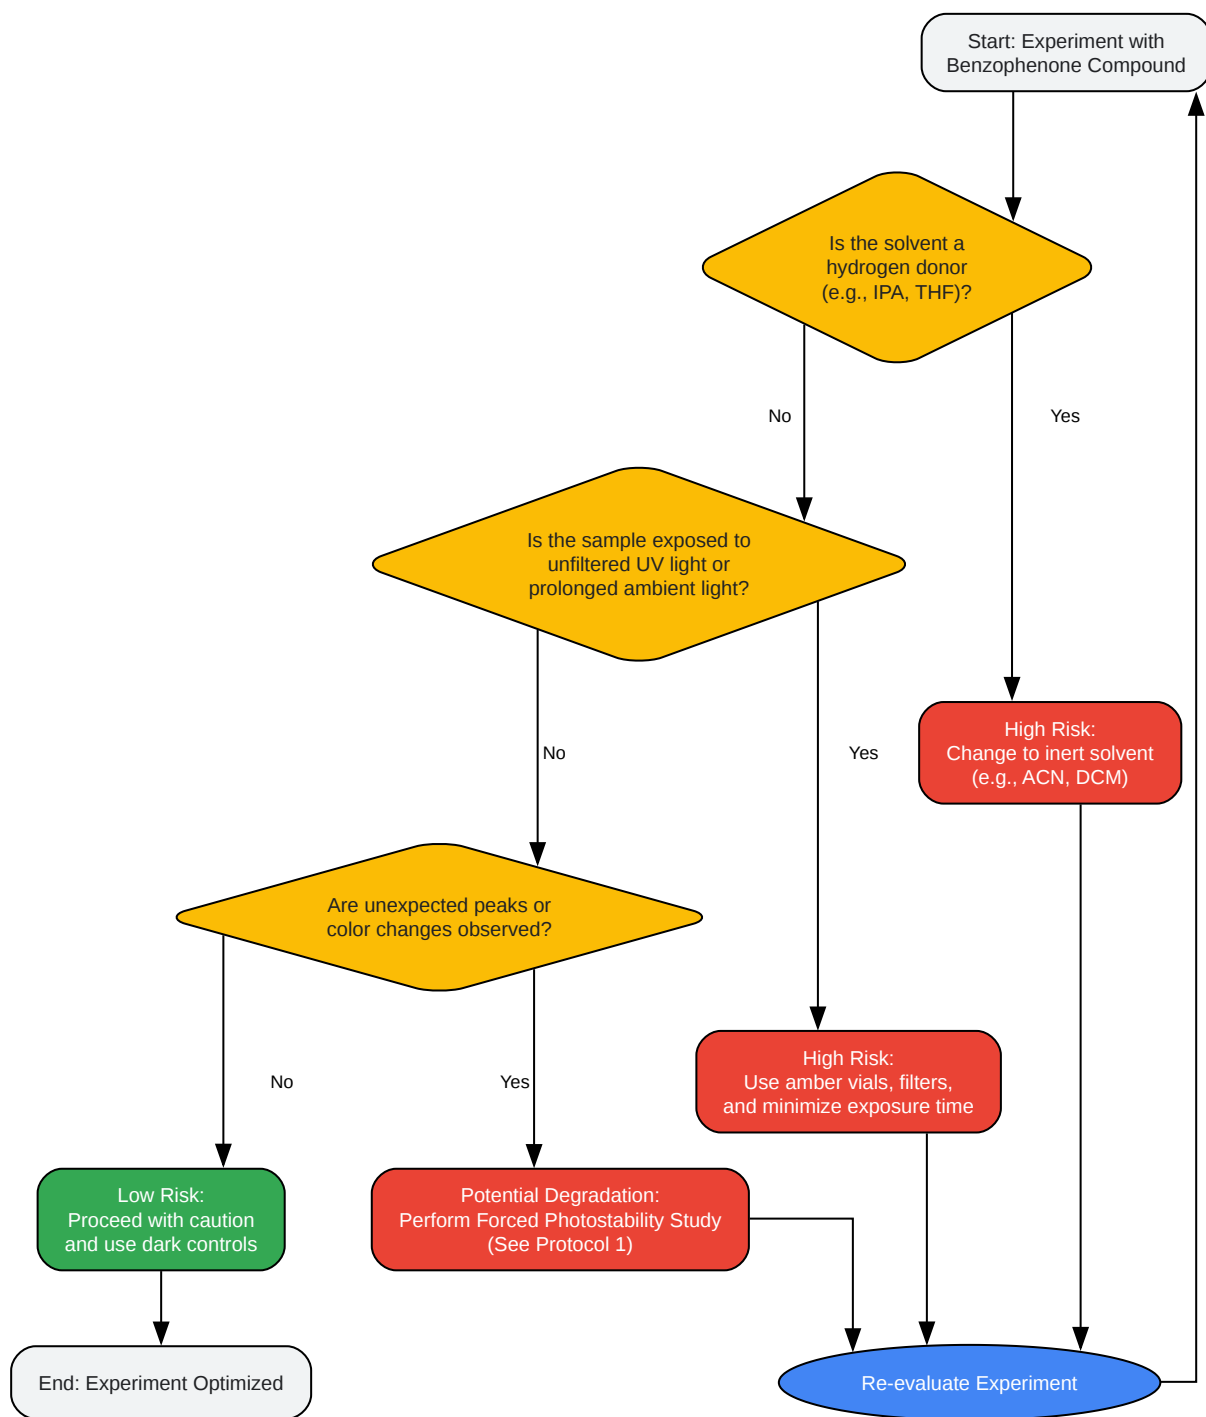 Start: Experiment with
Benzophenone Compound
Is the solvent a
hydrogen donor
(e.g., IPA, THF)?
No
Yes
Is the sample exposed to
unfiltered UV light or
prolonged ambient light?
No
Yes
High Risk:
Change to inert solvent
(e.g., ACN, DCM)
Are unexpected peaks or
color changes observed?
No
Yes
High Risk:
Use amber vials, filters,
and minimize exposure time
Low Risk:
Proceed with caution
and use dark controls
Potential Degradation:
Perform Forced Photostability Study
(See Protocol 1)
End: Experiment Optimized
Re-evaluate Experiment